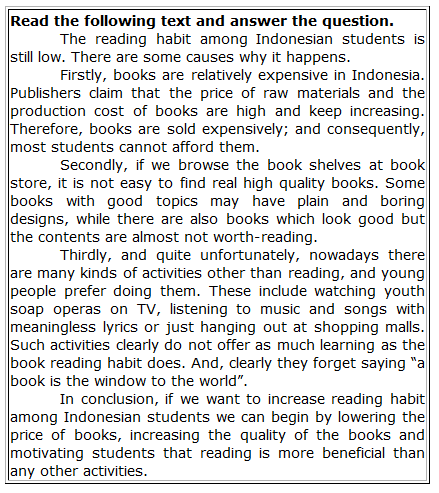 Read the following text and answer the question.
The reading habit among Indonesian students is
still low. There are some causes why it happens.
Firstly, books are relatively expensive in Indonesia.
Publishers claim that the price of raw materials and the
production cost of books are high and keep increasing.
Therefore, books are sold expensively; and consequently,
most students cannot afford them.
Secondly, if we browse the book shelves at book
store, it is not easy to find real high quality books. Some
books with good topics may have plain and boring
designs, while there are also books which look good but
the contents are almost not worth-reading.
Thirdly, and quite unfortunately, nowadays there
are many kinds of activities other than reading, and young
people prefer doing them. These include watching youth
soap operas on TV, listening to music and songs with
meaningless lyrics or just hanging out at shopping malls.
Such activities clearly do not offer as much learning as the
book reading habit does. And, clearly they forget saying “a
book is the window to the world”.
In conclusion, if we want to increase reading habit
among Indonesian students we can begin by lowering the
price of books, increasing the quality of the books and
motivating students that reading is more beneficial than
any other activities.